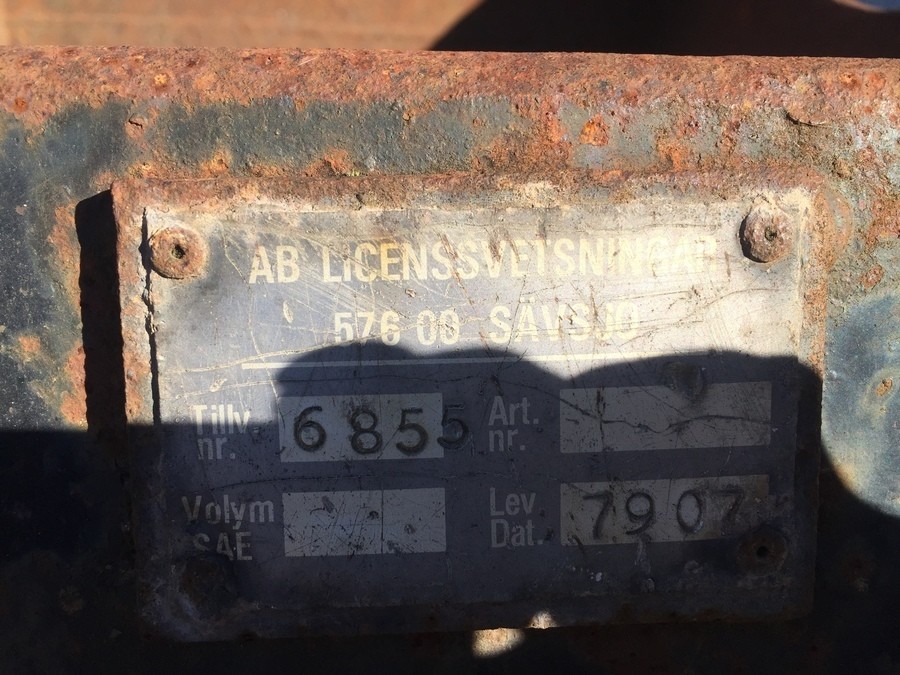 AB LICENSSVETSNINGAR
576 00 SÄVSJÖ
Tillv. nr. 6855 Art. nr.
Volym SAE Lev Dat. 7907